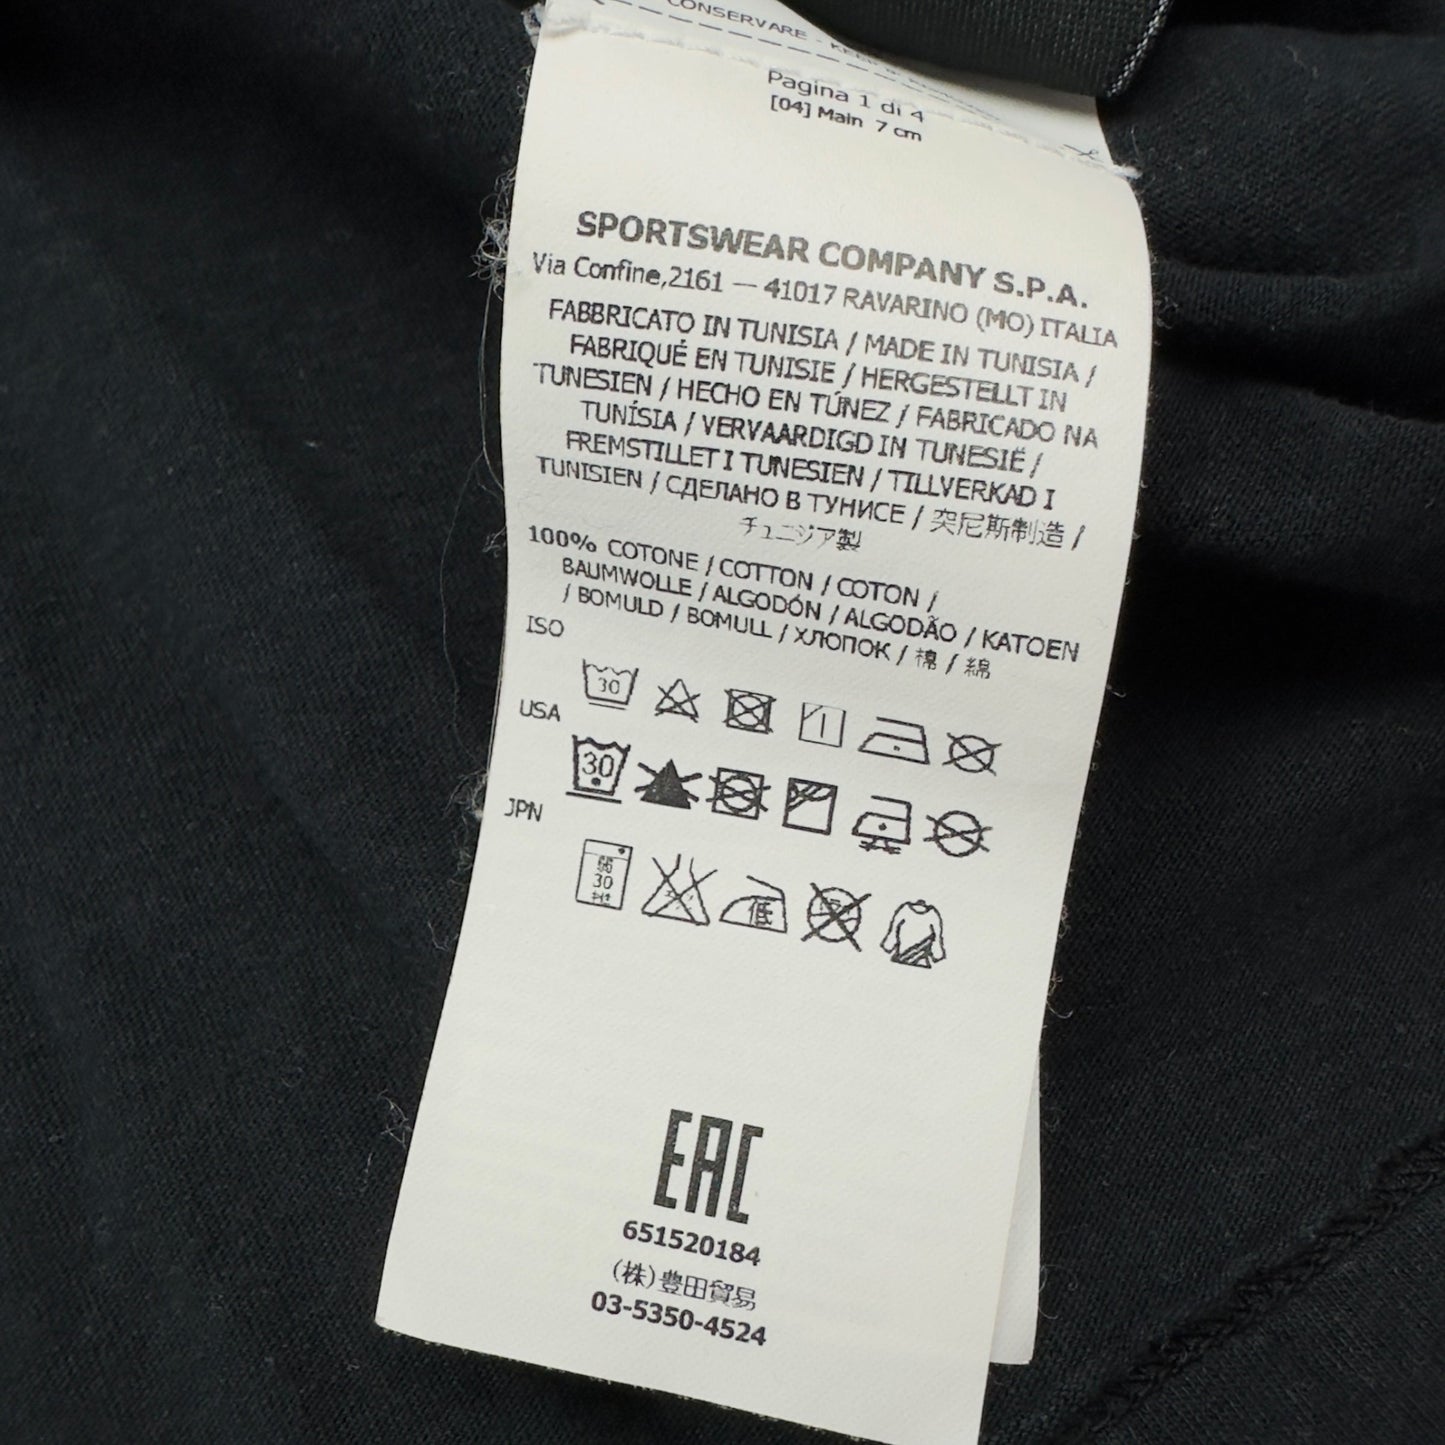 CONSERVARE - KEEP
Pagina 1 di 4
[04] Main 7 cm
SPORTSWEAR COMPANY S.P.A.
Via Confine,2161 — 41017 RAVARINO (MO) ITALIA
FABBRICATO IN TUNISIA / MADE IN TUNISIA /
FABRIQUÉ EN TUNISIE / HERGESTELLT IN
TUNESIEN / HECHO EN TÚNEZ / FABRICADO NA
TUNÍSIA / VERVAARDIGD IN TUNESIË /
FREMSTILLET I TUNESIEN / TILLVERKAD I
TUNISIEN / СДЕЛАНО В ТУНИСЕ / 突尼斯制造 /
チュニジア製
100% COTONE / COTTON / COTON /
BAUMWOLLE / ALGODÓN / ALGODÃO / KATOEN
/ BOMULD / BOMULL / ХЛОПОК / 棉 / 綿
ISO
30
USA
30
JPN
弱
30
低
EAC
651520184
(株)豊田貿易
03-5350-4524